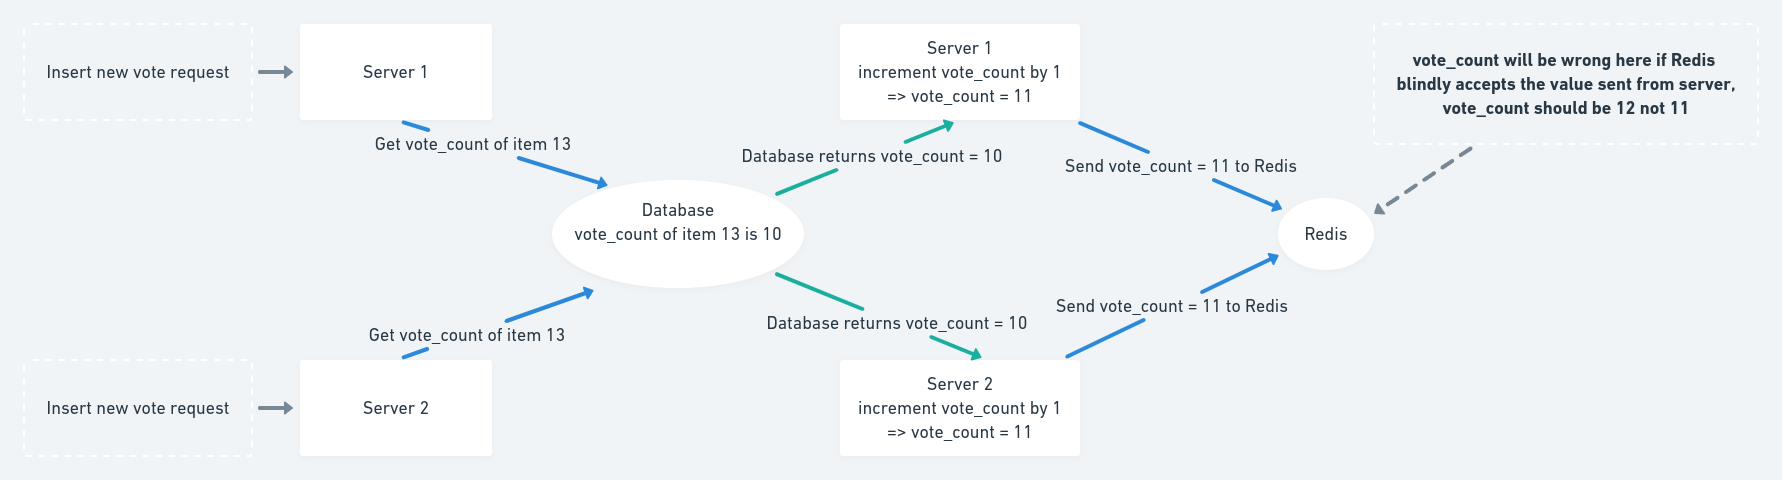 Insert new vote request
Server 1
Get vote_count of item 13
Database
vote_count of item 13 is 10
Get vote_count of item 13
Insert new vote request
Server 2
Server 1
increment vote_count by 1
=> vote_count = 11
Database returns vote_count = 10
Database returns vote_count = 10
Server 2
increment vote_count by 1
=> vote_count = 11
Send vote_count = 11 to Redis
Redis
Send vote_count = 11 to Redis
vote_count will be wrong here if Redis
blindly accepts the value sent from server,
vote_count should be 12 not 11